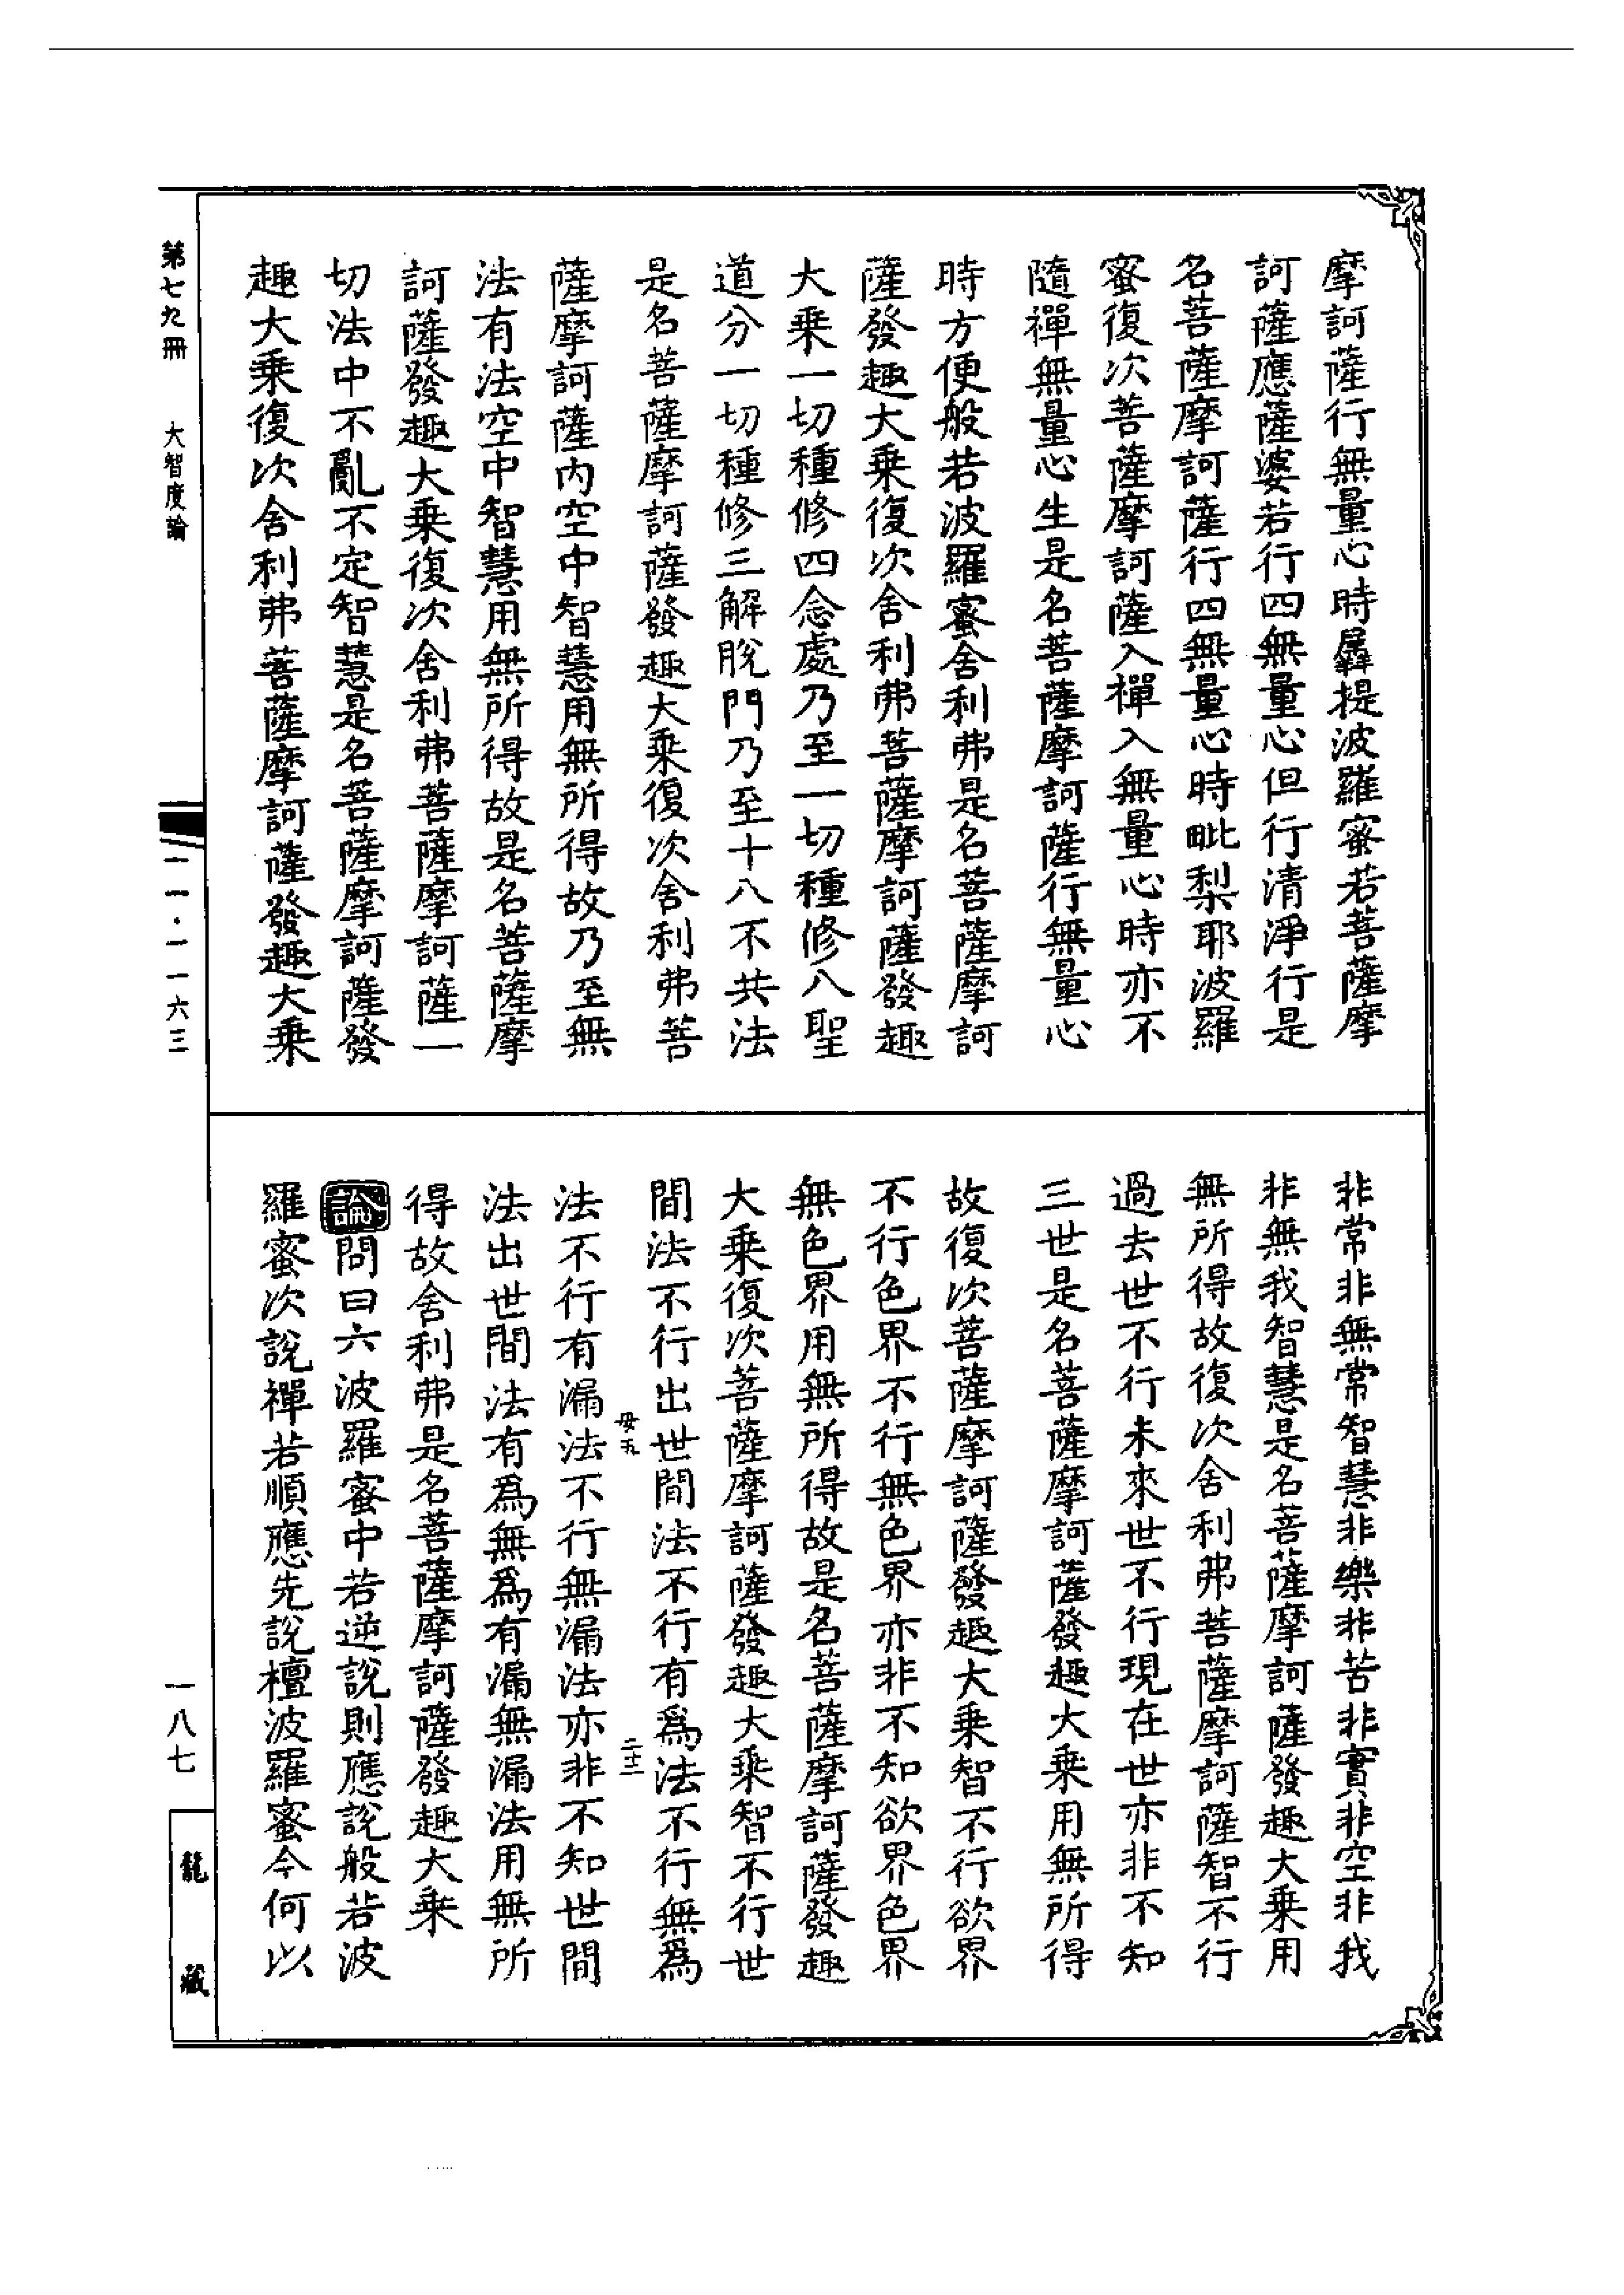 摩訶薩行無量心時羼提波羅蜜若菩薩摩
訶薩應薩婆若行四無量心但行清淨行是
名菩薩摩訶薩行四無量心時毗梨耶波羅
蜜復次菩薩摩訶薩入禪入無量心時亦不
隨禪無量心生是名菩薩摩訶薩行無量心
時方便般若波羅蜜舍利弗是名菩薩摩訶
薩發趣大乘復次舍利弗菩薩摩訶薩發趣
大乘一切種修四念處乃至一切種修八聖
道分一切種修三解脫門乃至十八不共法
是名菩薩摩訶薩發趣大乘復次舍利弗菩
薩摩訶薩內空中智慧用無所得故乃至無
法有法空中智慧用無所得故是名菩薩摩
訶薩發趣大乘復次舍利弗菩薩摩訶薩一
切法中不亂不定智慧是名菩薩摩訶薩發
趣大乘復次舍利弗菩薩摩訶薩發趣大乘
非常非無常智慧非樂非苦非實非空非我
非無我智慧是名菩薩摩訶薩發趣大乘用
無所得故復次舍利弗菩薩摩訶薩智不行
過去世不行未來世不行現在世亦非不知
三世是名菩薩摩訶薩發趣大乘用無所得
故復次菩薩摩訶薩發趣大乘智不行欲界
不行色界不行無色界亦非不知欲界色界
無色界用無所得故是名菩薩摩訶薩發趣
大乘復次菩薩摩訶薩發趣大乘智不行世
間法不行出世間法不行有爲法不行無爲
毋五 二十二
法不行有漏法不行無漏法亦非不知世間
法出世間法有爲無爲有漏無漏法用無所
得故舍利弗是名菩薩摩訶薩發趣大乘
論問曰六波羅蜜中若逆說則應說般若波
羅蜜次說禪若順應先說檀波羅蜜今何以
第七九冊 大智度論 一一·一一六三 一八七 龍藏